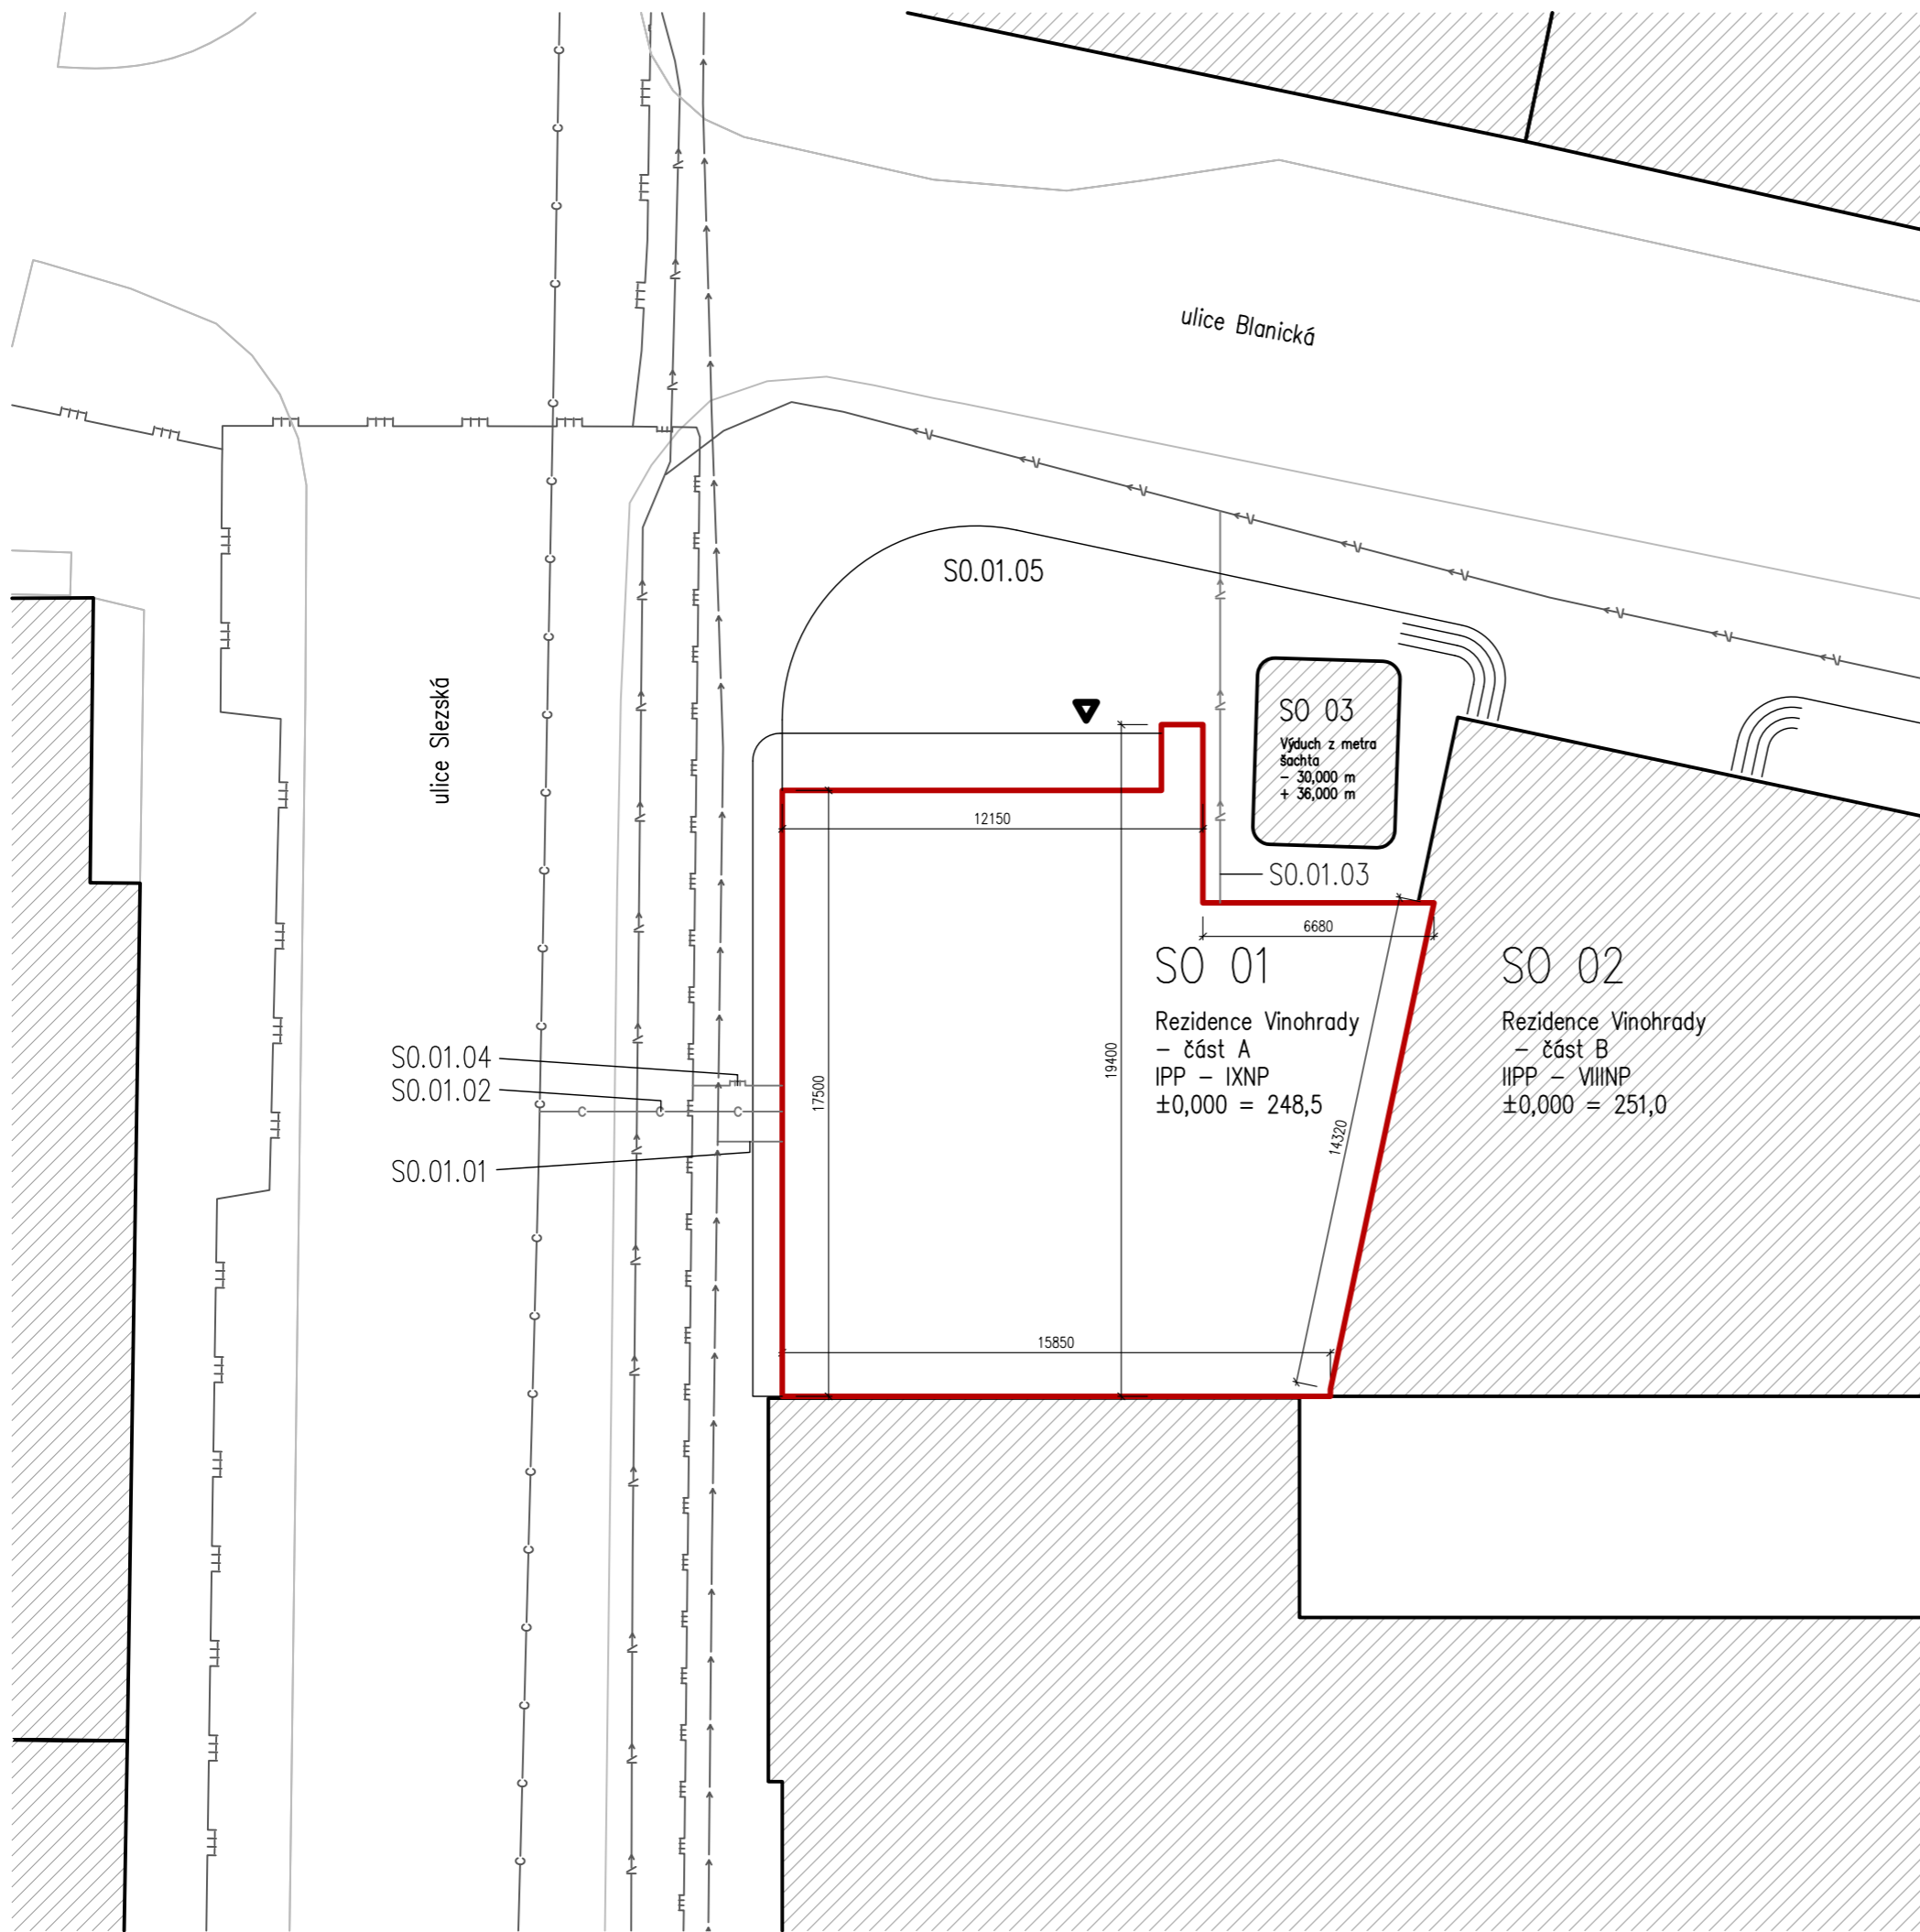 ulice Blanická
SO.01.05
ulice Slezská
SO 03
Výduch z metra
šachta
- 30,000 m
+ 36,000 m
12150
SO.01.03
6680
SO 01
Rezidence Vinohrady
- část A
IPP - IXNP
±0,000 = 248,5
SO 02
Rezidence Vinohrady
- část B
IIPP - VIIINP
±0,000 = 251,0
SO.01.04
SO.01.02
SO.01.01
17500
19400
14320
15850